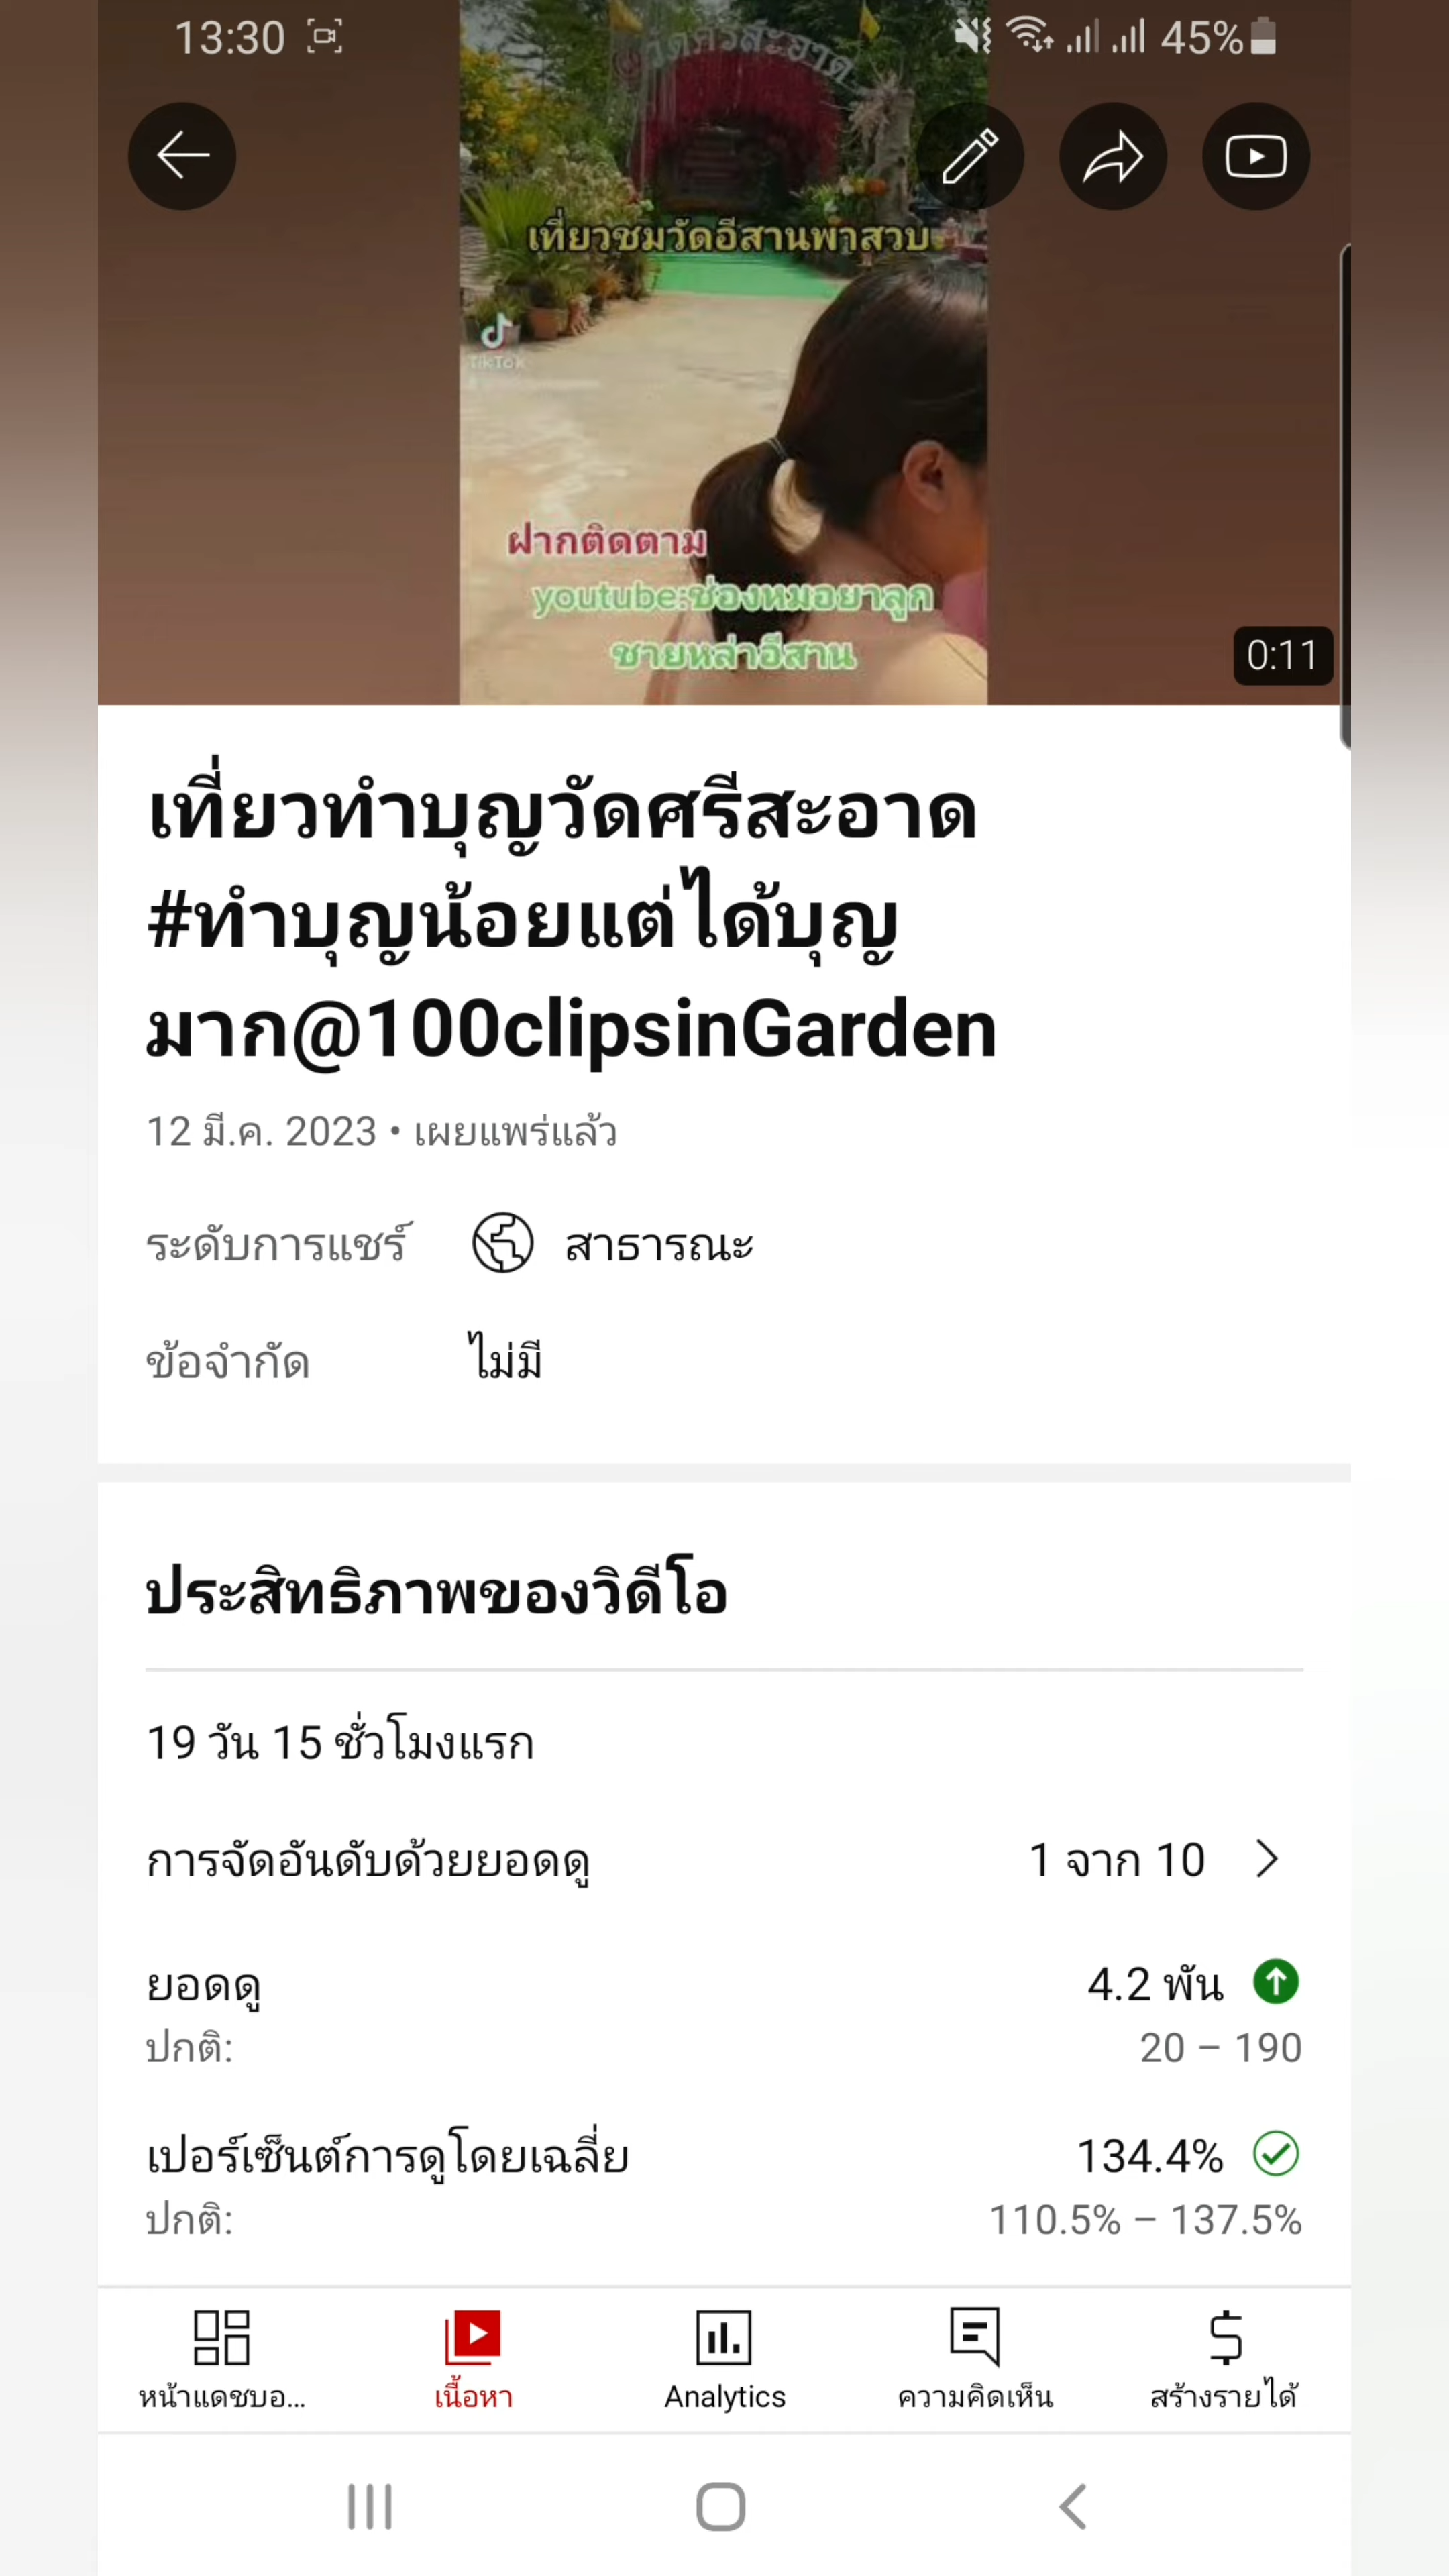 13:30
45%
วัดศรีสะอาด
เที่ยวชมวัดอีสานพาสวบ
TikTok
ฝากติดตาม
youtube:ช่องหมอยาลูก
ชายหล่าอีสาน
0:11
เที่ยวทำบุญวัดศรีสะอาด
#ทำบุญน้อยแต่ได้บุญ
มาก@100clipsinGarden
12 มี.ค. 2023 • เผยแพร่แล้ว
ระดับการแชร์ สาธารณะ
ข้อจำกัด ไม่มี
ประสิทธิภาพของวิดีโอ
19 วัน 15 ชั่วโมงแรก
การจัดอันดับด้วยยอดดู 1 จาก 10
ยอดดู 4.2 พัน
ปกติ: 20 – 190
เปอร์เซ็นต์การดูโดยเฉลี่ย 134.4%
ปกติ: 110.5% – 137.5%
หน้าแดชบอ... เนื้อหา Analytics ความคิดเห็น สร้างรายได้